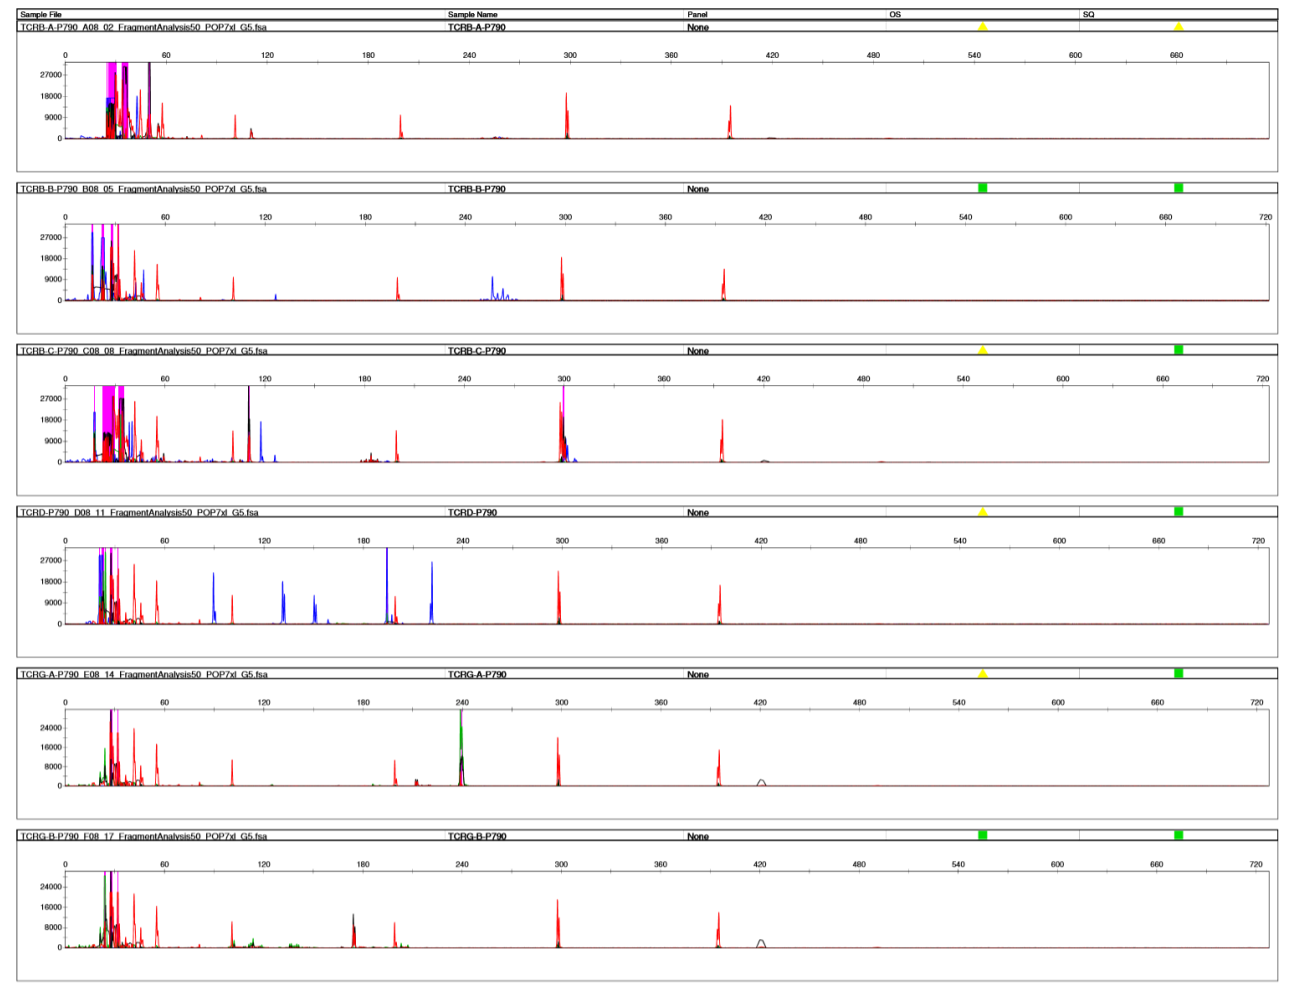 Sample File Sample Name Panel OS SQ
TCRB-A-P790_A08_02_FragmentAnalysis50_POP7xl_G5.fsa TCRB-A-P790 None
0 60 120 180 240 300 360 420 480 540 600 660
27000
18000
9000
0
TCRB-B-P790_B08_05_FragmentAnalysis50_POP7xl_G5.fsa TCRB-B-P790 None
0 60 120 180 240 300 360 420 480 540 600 660 720
27000
18000
9000
0
TCRB-C-P790_C08_08_FragmentAnalysis50_POP7xl_G5.fsa TCRB-C-P790 None
0 60 120 180 240 300 360 420 480 540 600 660 720
27000
18000
9000
0
TCRD-P790_D08_11_FragmentAnalysis50_POP7xl_G5.fsa TCRD-P790 None
0 60 120 180 240 300 360 420 480 540 600 660 720
27000
18000
9000
0
TCRG-A-P790_E08_14_FragmentAnalysis50_POP7xl_G5.fsa TCRG-A-P790 None
0 60 120 180 240 300 360 420 480 540 600 660 720
24000
16000
8000
0
TCRG-B-P790_F08_17_FragmentAnalysis50_POP7xl_G5.fsa TCRG-B-P790 None
0 60 120 180 240 300 360 420 480 540 600 660 720
24000
16000
8000
0